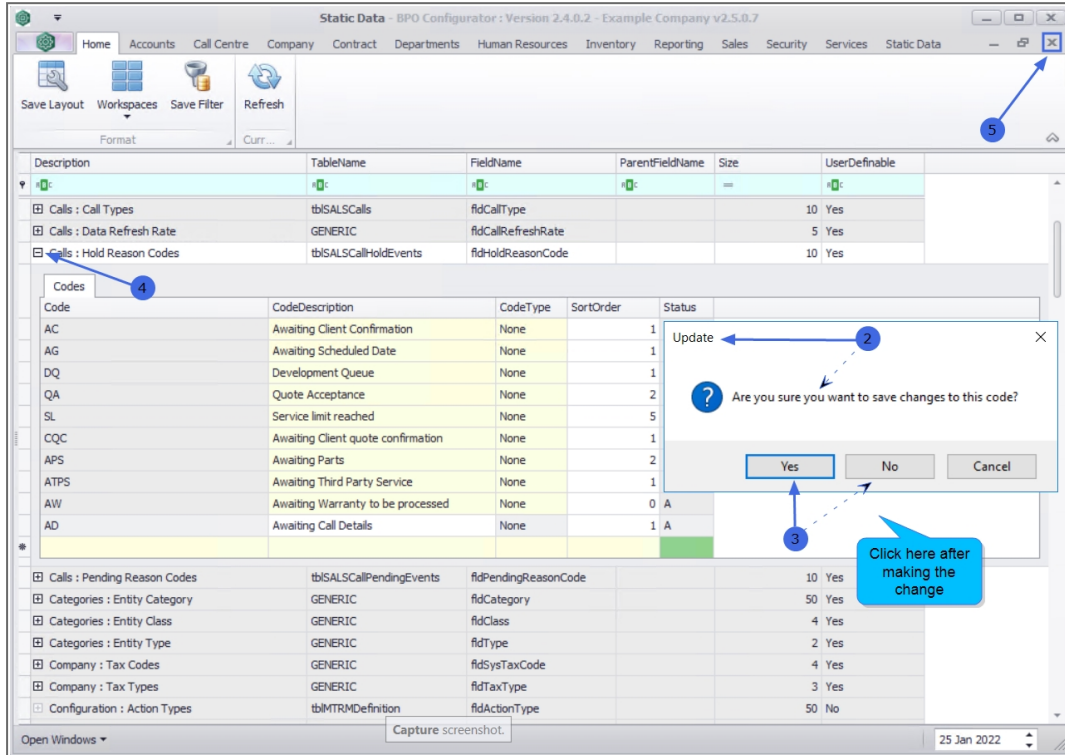 Static Data - BPO Configurator : Version 2.4.0.2 - Example Company v2.5.0.7
Home Accounts Call Centre Company Contract Departments Human Resources Inventory Reporting Sales Security Services Static Data
Save Layout Workspaces Save Filter Refresh
5
Format Curr...
Description TableName FieldName ParentFieldName Size UserDefinable
Calls : Call Types tblSALSCalls fldCallType 10 Yes
Calls : Data Refresh Rate GENERIC fldCallRefreshRate 5 Yes
Calls : Hold Reason Codes tblSALSCallHoldEvents fldHoldReasonCode 10 Yes
Codes
4
Code CodeDescription CodeType SortOrder Status
AC Awaiting Client Confirmation None 1
AG Awaiting Scheduled Date None 1
DQ Development Queue None 1
QA Quote Acceptance None 2
SL Service limit reached None 5
CQC Awaiting Client quote confirmation None 1
APS Awaiting Parts None 2
ATPS Awaiting Third Party Service None 1
AW Awaiting Warranty to be processed None 0 A
AD Awaiting Call Details None 1 A
Update
2
Are you sure you want to save changes to this code?
Yes No Cancel
3
Click here after
making the
change
Calls : Pending Reason Codes tblSALSCallPendingEvents fldPendingReasonCode 10 Yes
Categories : Entity Category GENERIC fldCategory 50 Yes
Categories : Entity Class GENERIC fldClass 4 Yes
Categories : Entity Type GENERIC fldType 2 Yes
Company : Tax Codes GENERIC fldSysTaxCode 4 Yes
Company : Tax Types GENERIC fldTaxType 3 Yes
Configuration : Action Types tblMTRMDefinition fldActionType 50 No
Capture screenshot.
Open Windows 25 Jan 2022